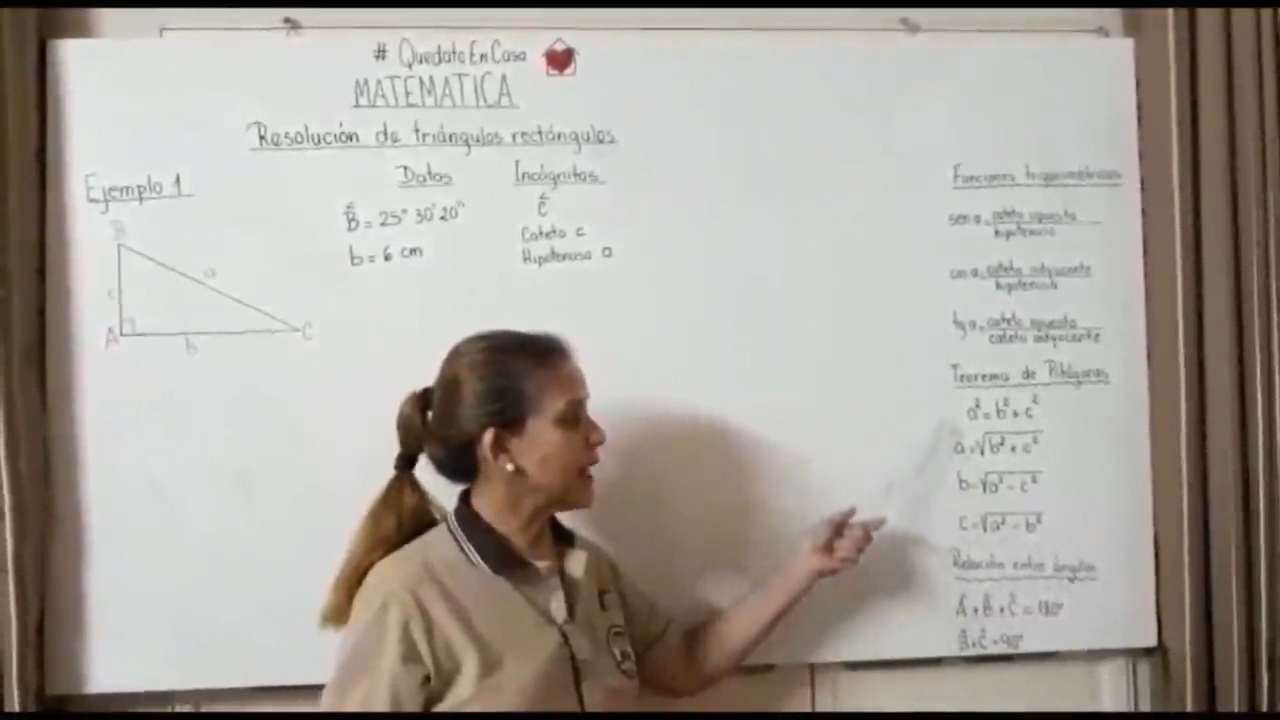 # QuedateEnCasa
MATEMATICA
Resolución de triángulos rectángulos
Ejemplo 1
Datos
B̂ = 25° 30' 20"
b = 6 cm
Incógnitas
Ĉ
Cateto c
Hipotenusa a
B
a
c
A
b
C
Funciones trigonométricas
sen α = cateto opuesto / hipotenusa
cos α = cateto adyacente / hipotenusa
tg α = cateto opuesto / cateto adyacente
Teorema de Pitágoras
a² = b² + c²
a = √b² + c²
b = √a² - c²
c = √a² - b²
Relación entre ángulos
Â + B̂ + Ĉ = 180°
B̂ + Ĉ = 90°